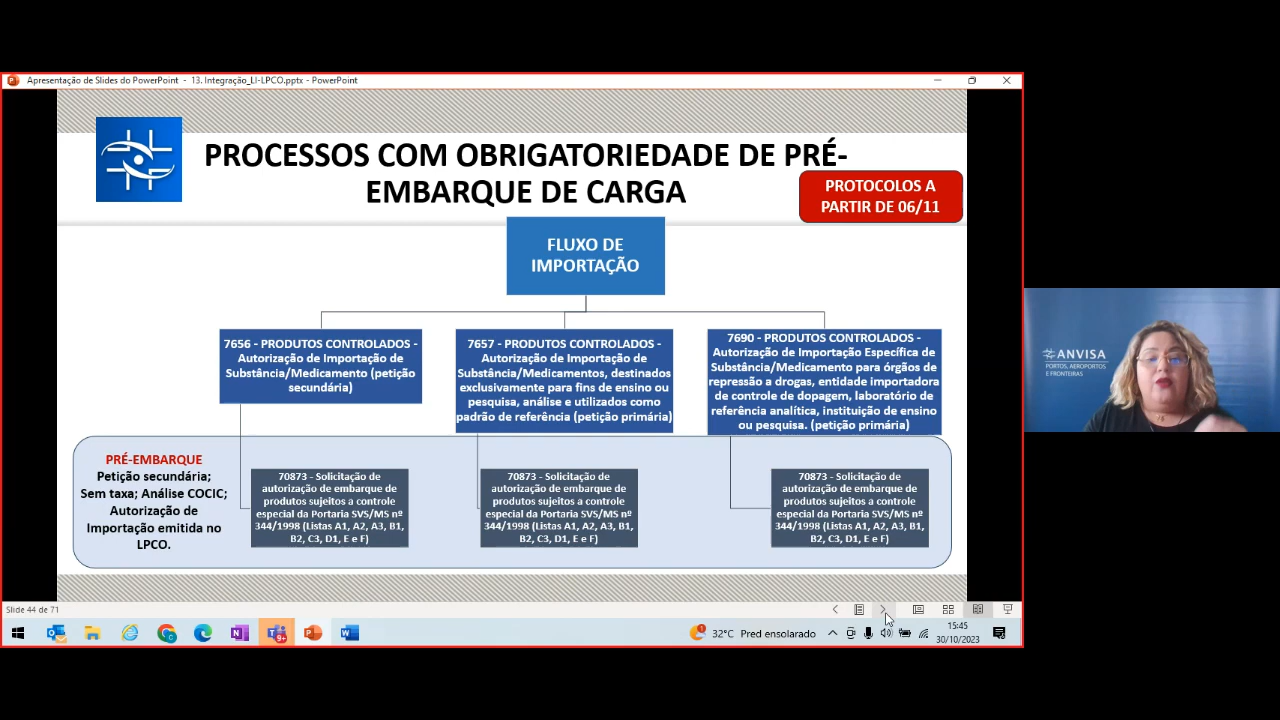 Apresentação de Slides do PowerPoint - 13. Integração_LI-LPCO.pptx - PowerPoint
PROCESSOS COM OBRIGATORIEDADE DE PRÉ-
EMBARQUE DE CARGA
PROTOCOLOS A
PARTIR DE 06/11
FLUXO DE
IMPORTAÇÃO
7656 - PRODUTOS CONTROLADOS -
Autorização de Importação de
Substância/Medicamento (petição
secundária)
7657 - PRODUTOS CONTROLADOS -
Autorização de Importação de
Substância/Medicamentos, destinados
exclusivamente para fins de ensino ou
pesquisa, análise e utilizados como
padrão de referência (petição primária)
7690 - PRODUTOS CONTROLADOS -
Autorização de Importação Específica de
Substância/Medicamento para órgãos de
repressão a drogas, entidade importadora
de controle de dopagem, laboratório de
referência analítica, instituição de ensino
ou pesquisa. (petição primária)
PRÉ-EMBARQUE
Petição secundária;
Sem taxa; Análise COCIC;
Autorização de
Importação emitida no
LPCO.
70873 - Solicitação de
autorização de embarque de
produtos sujeitos a controle
especial da Portaria SVS/MS nº
344/1998 (Listas A1, A2, A3, B1,
B2, C3, D1, E e F)
70873 - Solicitação de
autorização de embarque de
produtos sujeitos a controle
especial da Portaria SVS/MS nº
344/1998 (Listas A1, A2, A3, B1,
B2, C3, D1, E e F)
70873 - Solicitação de
autorização de embarque de
produtos sujeitos a controle
especial da Portaria SVS/MS nº
344/1998 (Listas A1, A2, A3, B1,
B2, C3, D1, E e F)
ANVISA
PORTOS, AEROPORTOS
E FRONTEIRAS
Slide 44 de 71
9+
1
32°C Pred ensolarado
15:45
30/10/2023